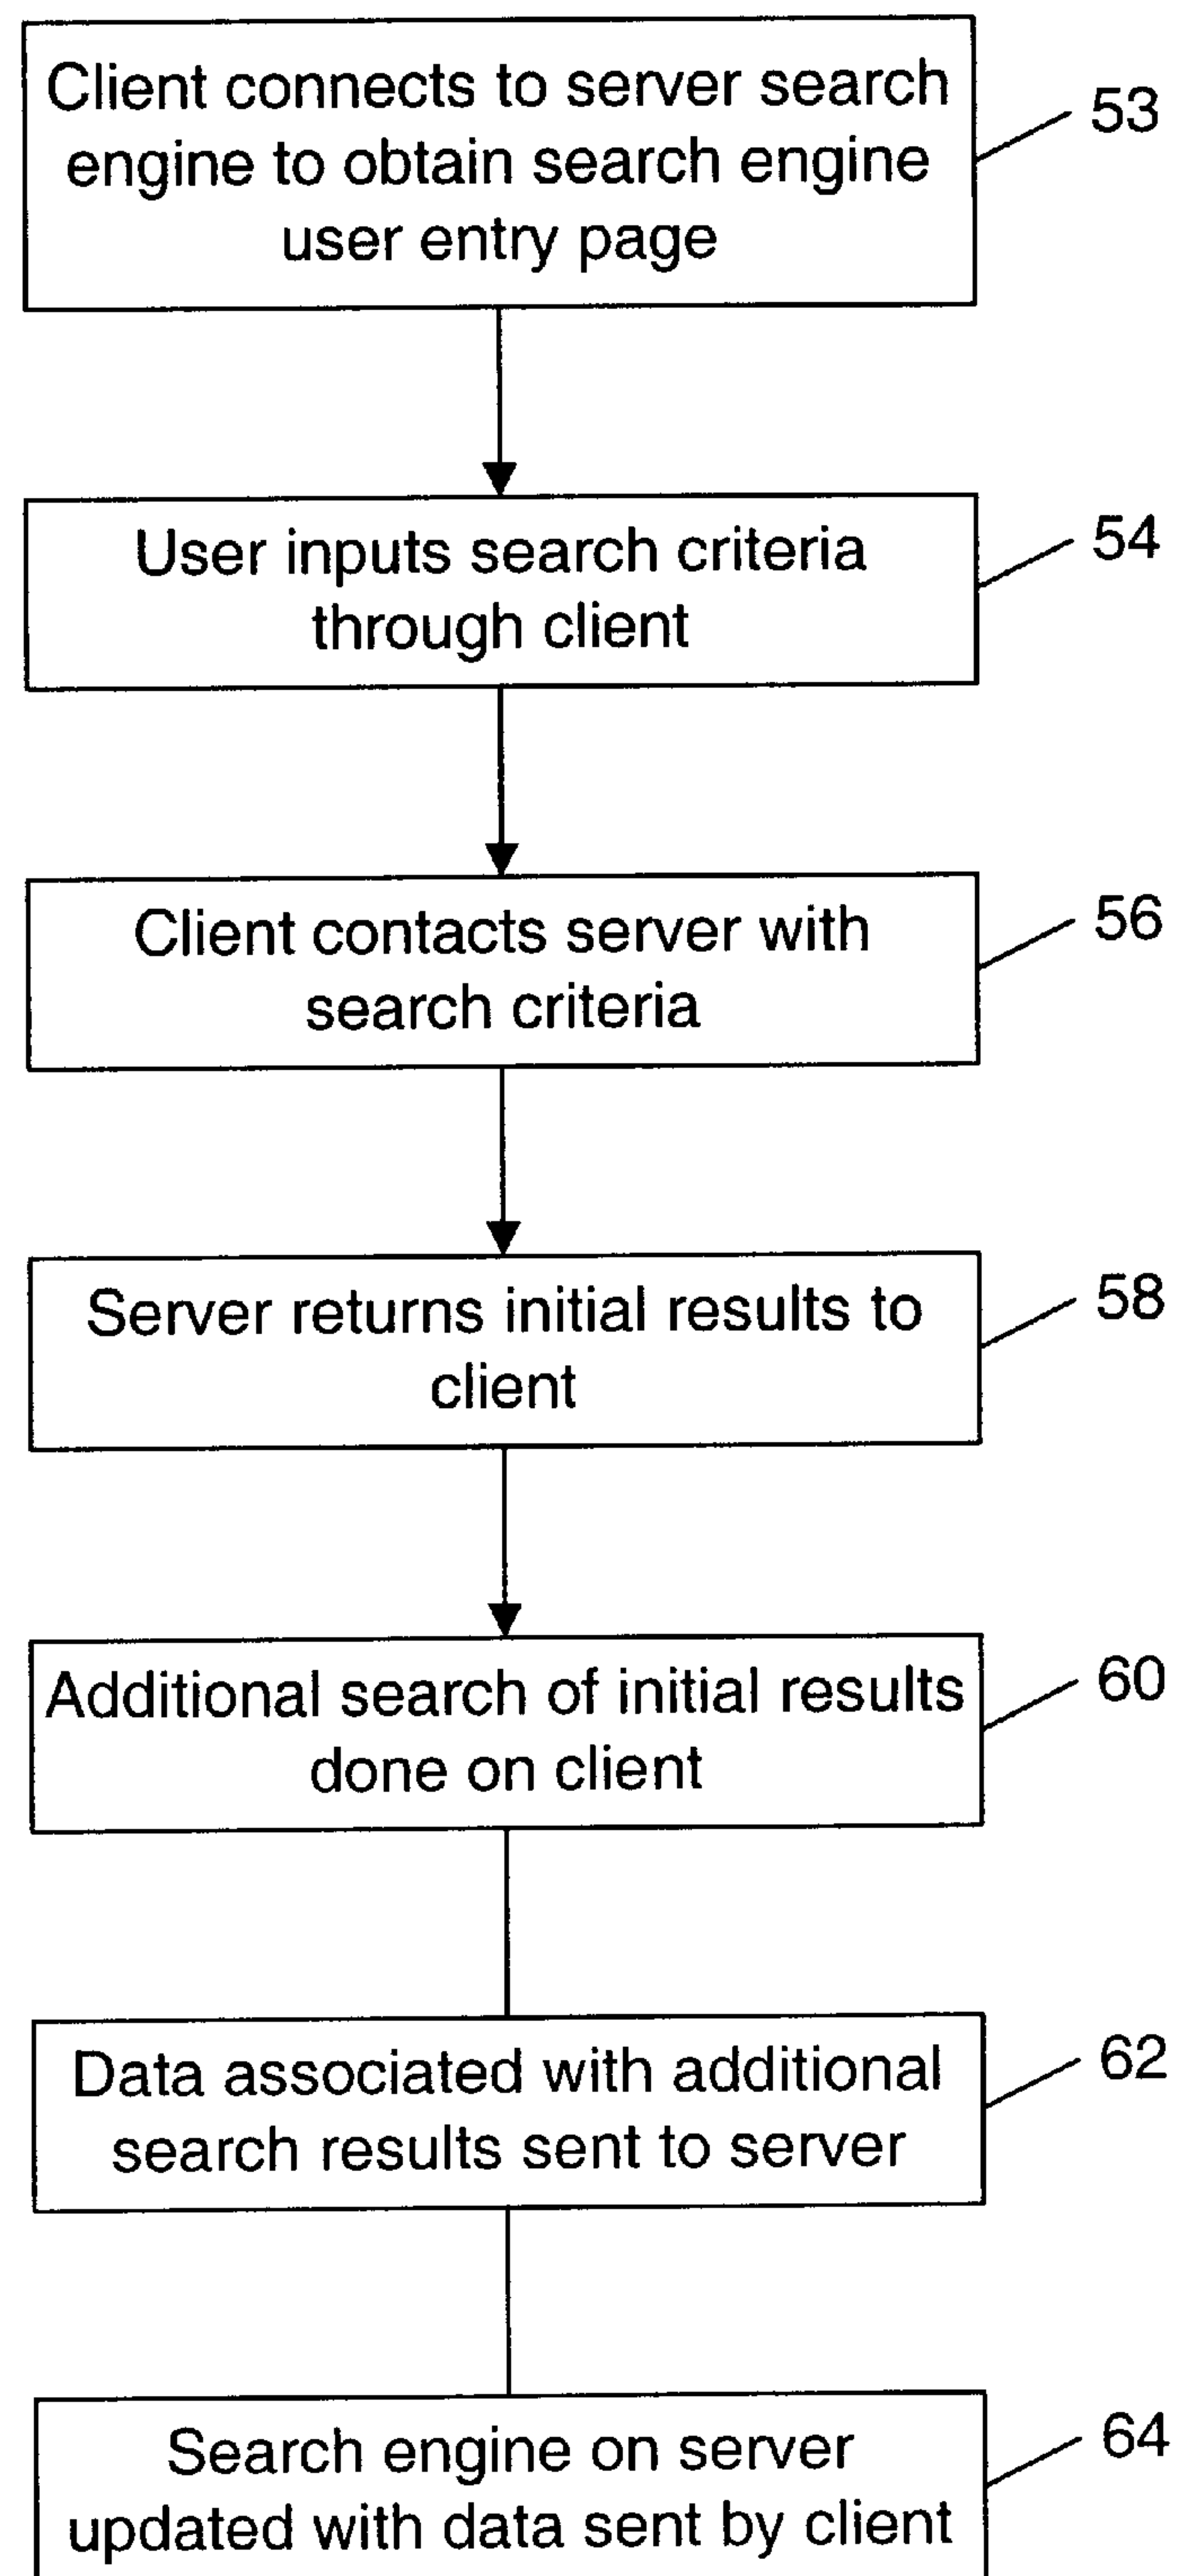 Client connects to server search
engine to obtain search engine
user entry page
53
User inputs search criteria
through client
54
Client contacts server with
search criteria
56
Server returns initial results to
client
58
Additional search of initial results
done on client
60
Data associated with additional
search results sent to server
62
Search engine on server
updated with data sent by client
64